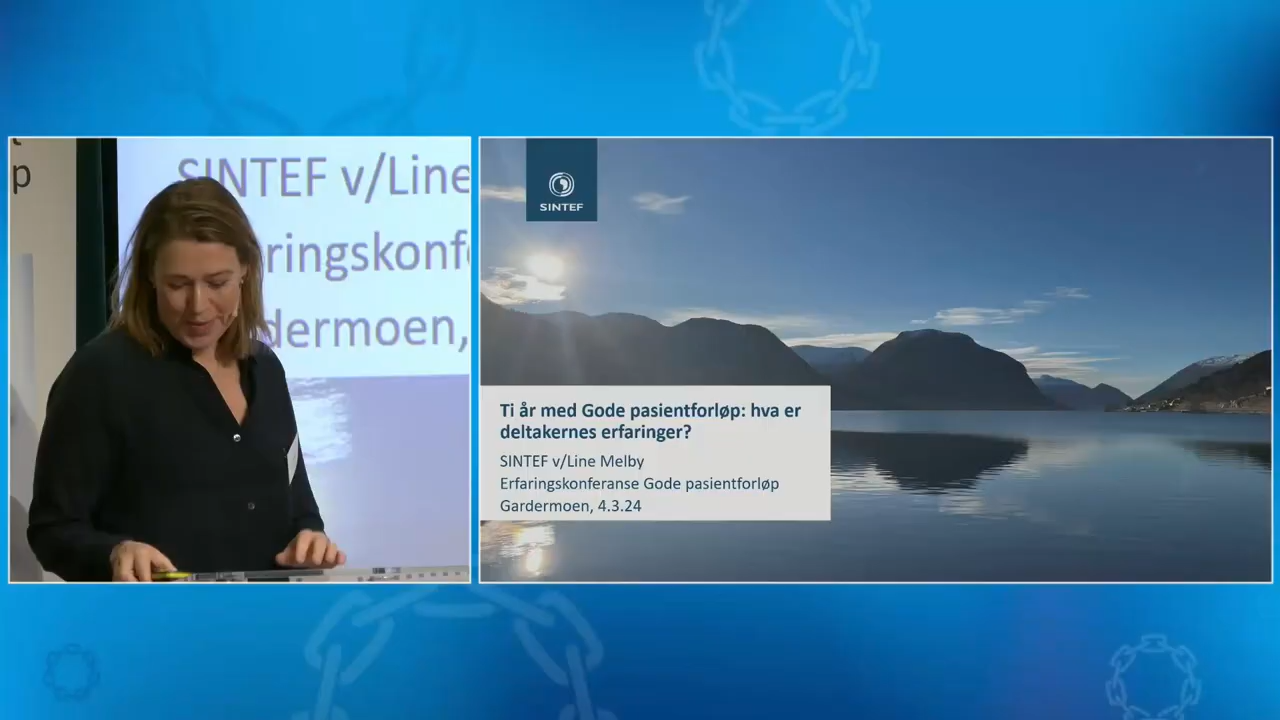 p
SINTEF v/Line
ringskonf
dermoen,
SINTEF
Ti år med Gode pasientforløp: hva er
deltakernes erfaringer?
SINTEF v/Line Melby
Erfaringskonferanse Gode pasientforløp
Gardermoen, 4.3.24